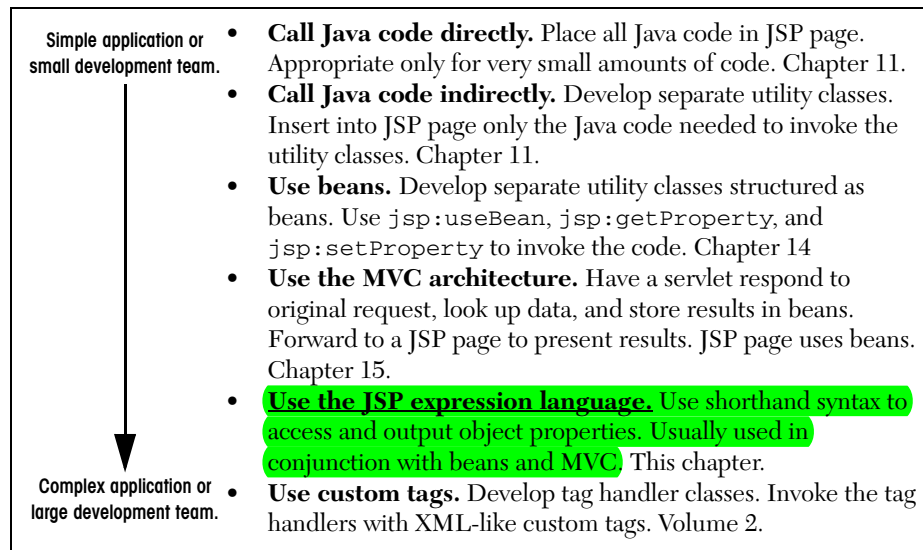 Simple application or
small development team.
• Call Java code directly. Place all Java code in JSP page.
Appropriate only for very small amounts of code. Chapter 11.
• Call Java code indirectly. Develop separate utility classes.
Insert into JSP page only the Java code needed to invoke the
utility classes. Chapter 11.
• Use beans. Develop separate utility classes structured as
beans. Use jsp:useBean, jsp:getProperty, and
jsp:setProperty to invoke the code. Chapter 14
• Use the MVC architecture. Have a servlet respond to
original request, look up data, and store results in beans.
Forward to a JSP page to present results. JSP page uses beans.
Chapter 15.
• Use the JSP expression language. Use shorthand syntax to
access and output object properties. Usually used in
conjunction with beans and MVC. This chapter.
Complex application or
large development team.
• Use custom tags. Develop tag handler classes. Invoke the tag
handlers with XML-like custom tags. Volume 2.